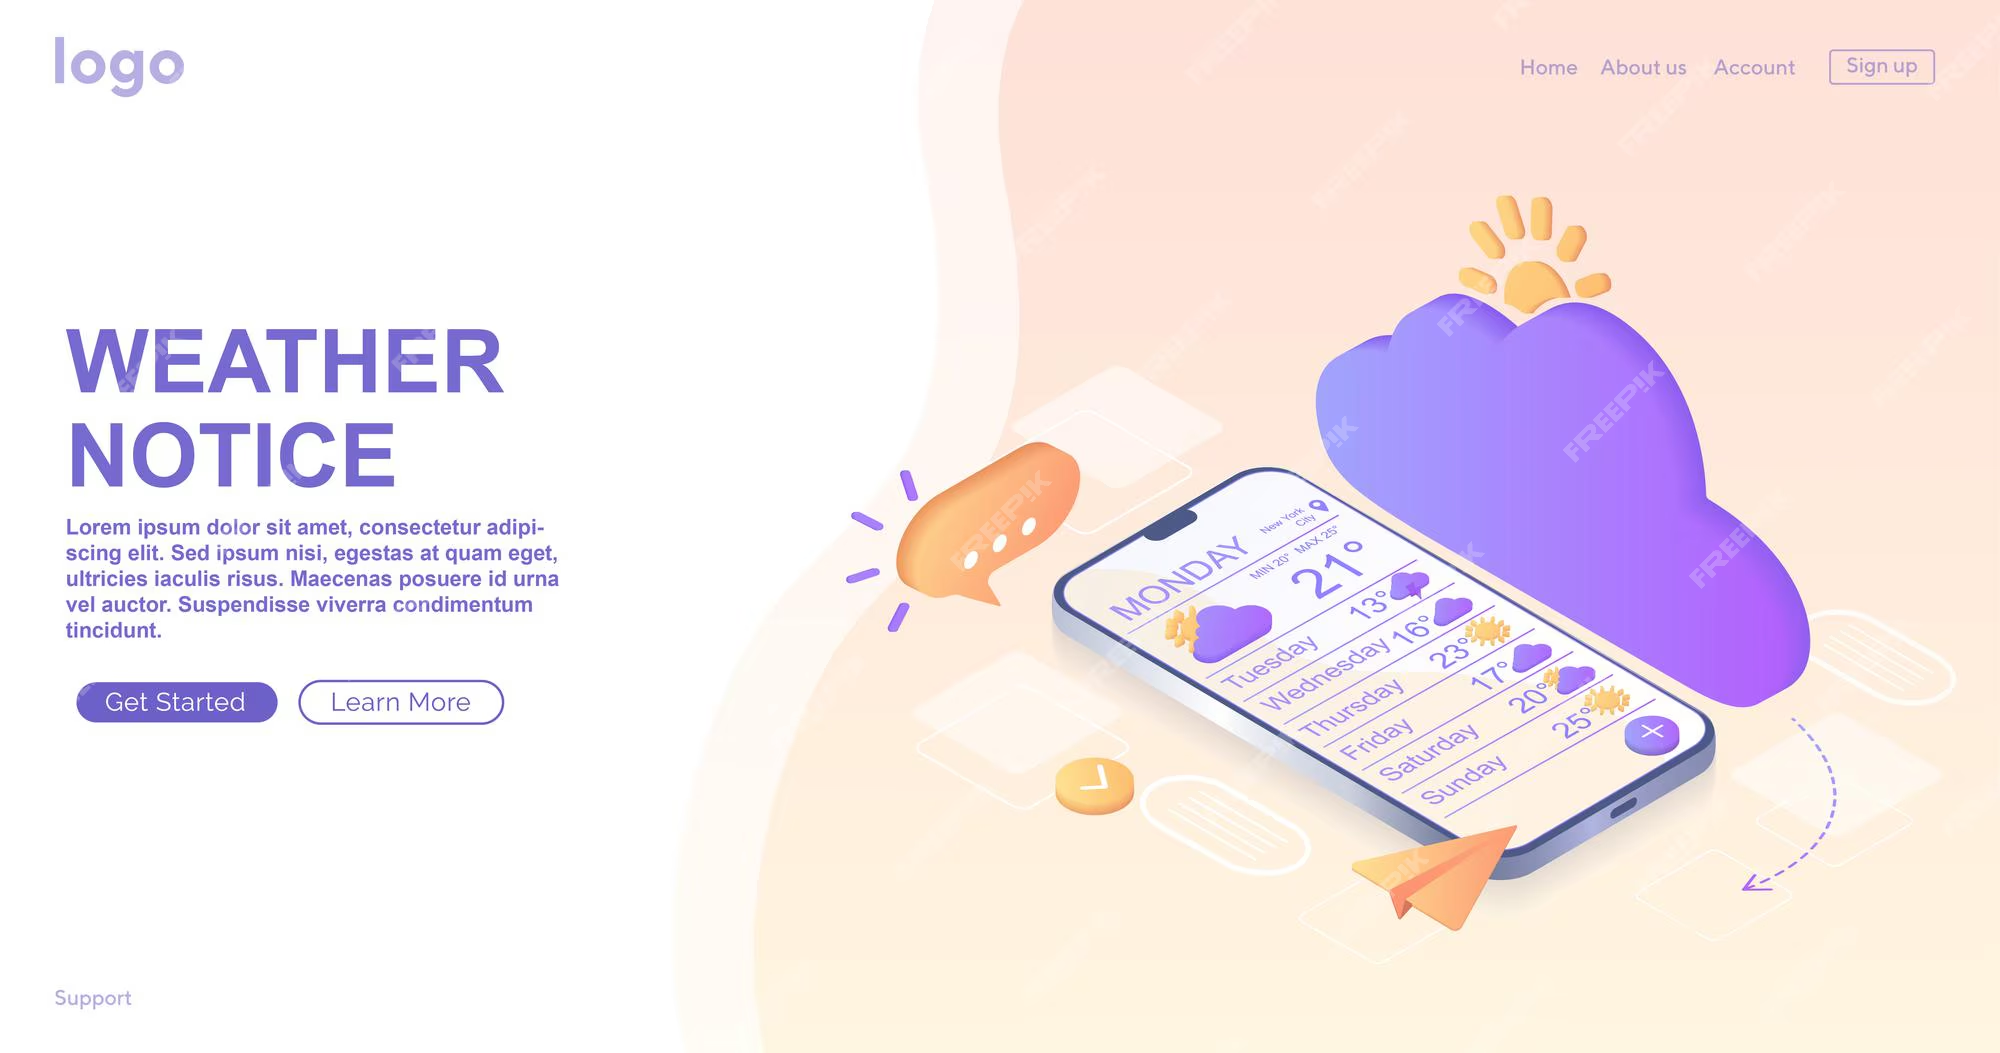 logo
Home About us Account Sign up
WEATHER
NOTICE
Lorem ipsum dolor sit amet, consectetur adipi-
scing elit. Sed ipsum nisi, egestas at quam eget,
ultricies iaculis risus. Maecenas posuere id urna
vel auctor. Suspendisse viverra condimentum
tincidunt.
Get Started
Learn More
Support
MONDAY
New York
City
MIN 20° MAX 25°
21°
Tuesday 13°
Wednesday 16°
Thursday 23°
Friday 17°
Saturday 20°
Sunday 25°
FREEPIK